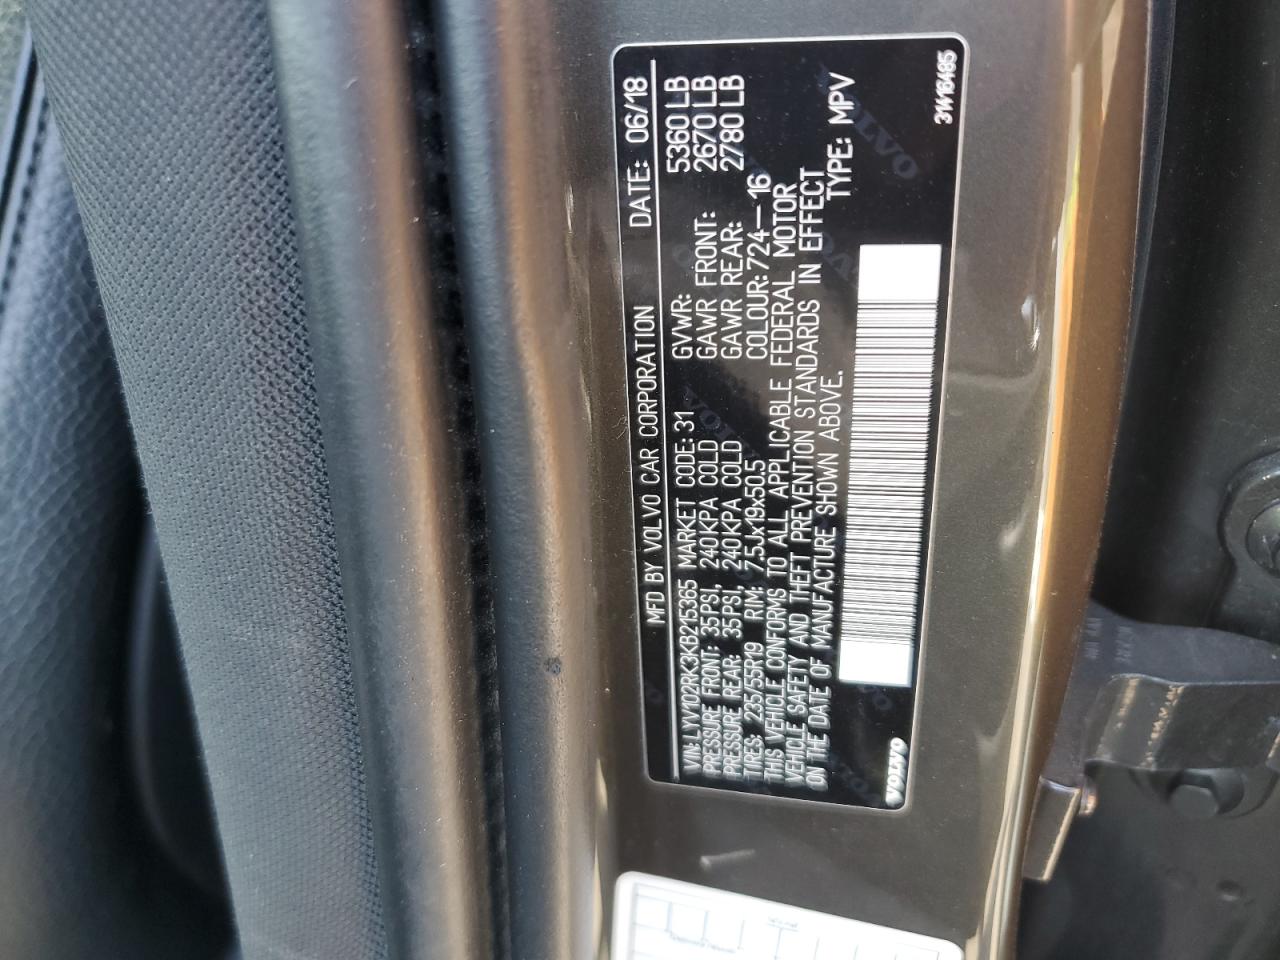 MFD BY VOLVO CAR CORPORATION DATE: 06/18
VIN: LYV102RK3KB215365 MARKET CODE: 31 GVWR: 5360 LB
PRESSURE FRONT: 35PSI, 240KPA COLD GAWR FRONT: 2670 LB
PRESSURE REAR: 35PSI, 240KPA COLD GAWR REAR: 2780 LB
TIRES: 235/55R19 RIM: 7.5Jx19x50.5 COLOUR: 724—16
THIS VEHICLE CONFORMS TO ALL APPLICABLE FEDERAL MOTOR
VEHICLE SAFETY AND THEFT PREVENTION STANDARDS IN EFFECT
ON THE DATE OF MANUFACTURE SHOWN ABOVE. TYPE: MPV
VOLVO 31416485